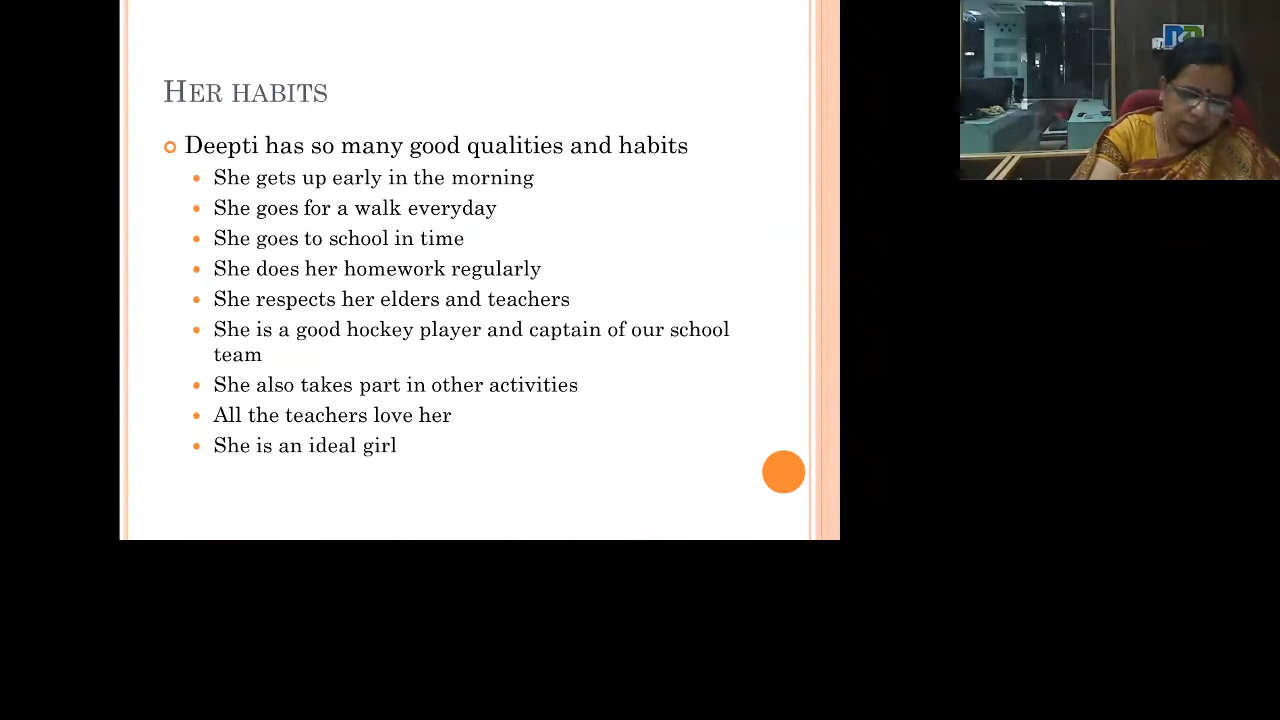 HER HABITS
Deepti has so many good qualities and habits
She gets up early in the morning
She goes for a walk everyday
She goes to school in time
She does her homework regularly
She respects her elders and teachers
She is a good hockey player and captain of our school
team
She also takes part in other activities
All the teachers love her
She is an ideal girl